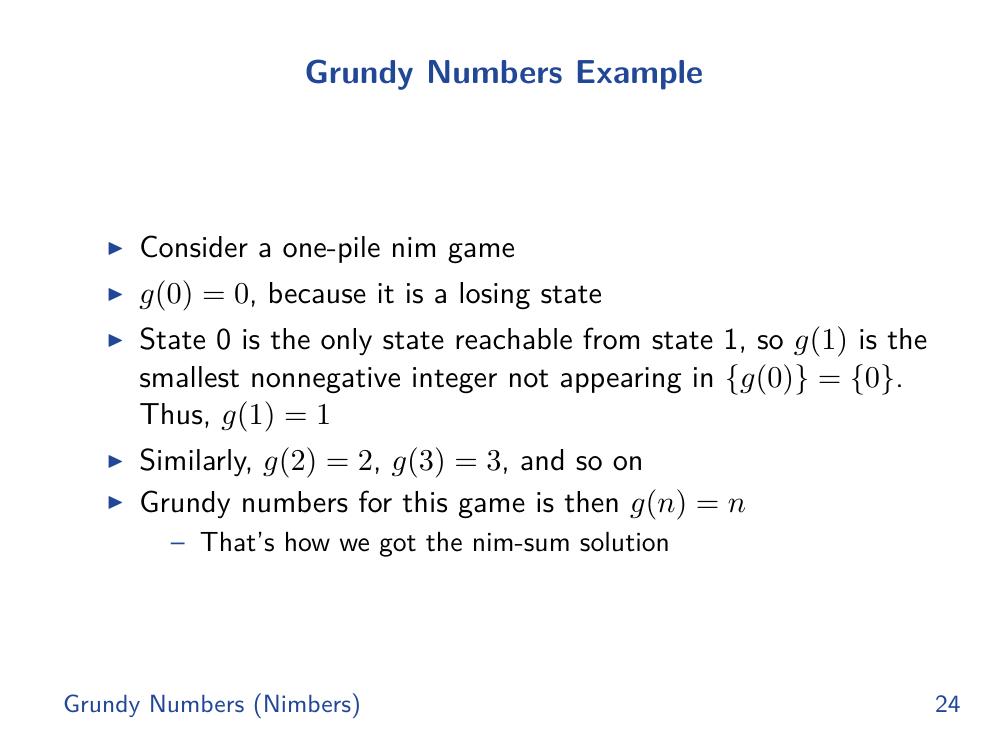 Grundy Numbers Example
▶ Consider a one-pile nim game
▶ g(0) = 0, because it is a losing state
▶ State 0 is the only state reachable from state 1, so g(1) is the
smallest nonnegative integer not appearing in {g(0)} = {0}.
Thus, g(1) = 1
▶ Similarly, g(2) = 2, g(3) = 3, and so on
▶ Grundy numbers for this game is then g(n) = n
– That's how we got the nim-sum solution
Grundy Numbers (Nimbers) 24